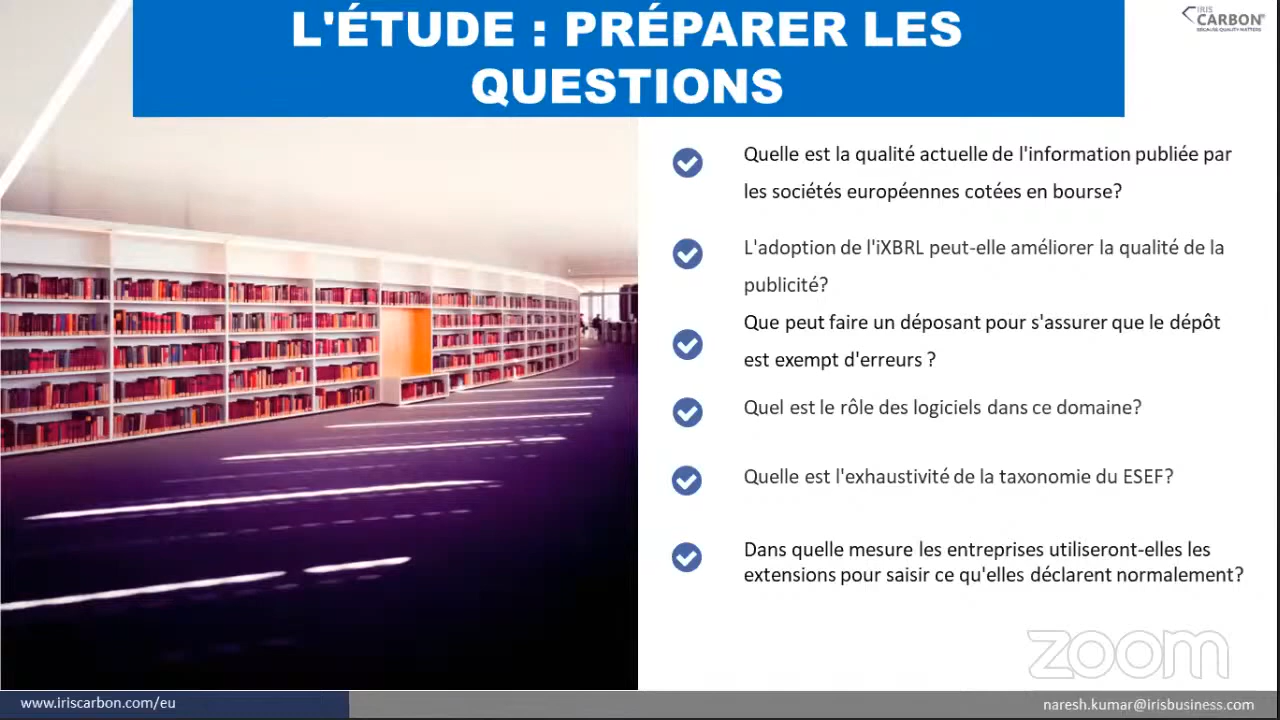 L'ÉTUDE : PRÉPARER LES
QUESTIONS
IRIS
CARBON®
BECAUSE QUALITY MATTERS
Quelle est la qualité actuelle de l'information publiée par
les sociétés européennes cotées en bourse?
L'adoption de l'iXBRL peut-elle améliorer la qualité de la
publicité?
Que peut faire un déposant pour s'assurer que le dépôt
est exempt d'erreurs ?
Quel est le rôle des logiciels dans ce domaine?
Quelle est l'exhaustivité de la taxonomie du ESEF?
Dans quelle mesure les entreprises utiliseront-elles les
extensions pour saisir ce qu'elles déclarent normalement?
zoom
www.iriscarbon.com/eu
naresh.kumar@irisbusiness.com